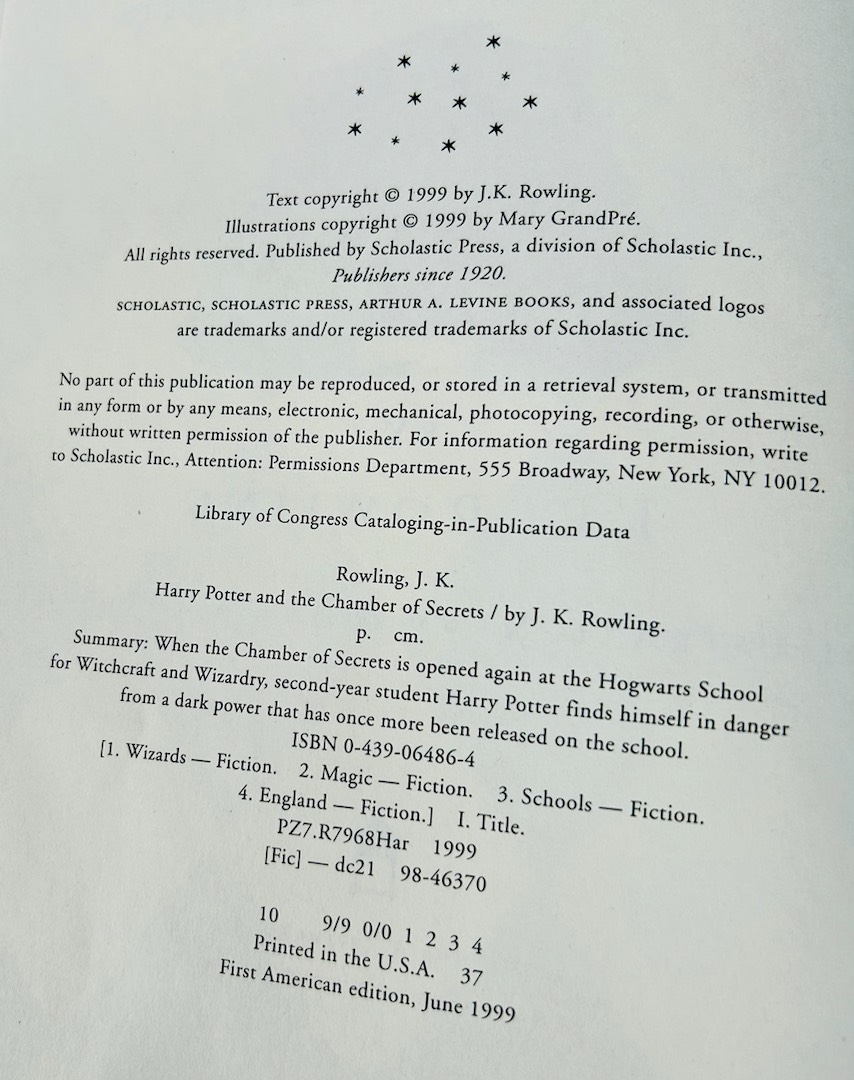 Text copyright © 1999 by J.K. Rowling.
Illustrations copyright © 1999 by Mary GrandPré.
All rights reserved. Published by Scholastic Press, a division of Scholastic Inc.,
Publishers since 1920.
SCHOLASTIC, SCHOLASTIC PRESS, ARTHUR A. LEVINE BOOKS, and associated logos
are trademarks and/or registered trademarks of Scholastic Inc.
No part of this publication may be reproduced, or stored in a retrieval system, or transmitted
in any form or by any means, electronic, mechanical, photocopying, recording, or otherwise,
without written permission of the publisher. For information regarding permission, write
to Scholastic Inc., Attention: Permissions Department, 555 Broadway, New York, NY 10012.
Library of Congress Cataloging-in-Publication Data
Rowling, J. K.
Harry Potter and the Chamber of Secrets / by J. K. Rowling.
p. cm.
Summary: When the Chamber of Secrets is opened again at the Hogwarts School
for Witchcraft and Wizardry, second-year student Harry Potter finds himself in danger
from a dark power that has once more been released on the school.
ISBN 0-439-06486-4
[1. Wizards — Fiction. 2. Magic — Fiction. 3. Schools — Fiction.
4. England — Fiction.] I. Title.
PZ7.R7968Har 1999
[Fic] — dc21 98-46370
10 9/9 0/0 1 2 3 4
Printed in the U.S.A. 37
First American edition, June 1999